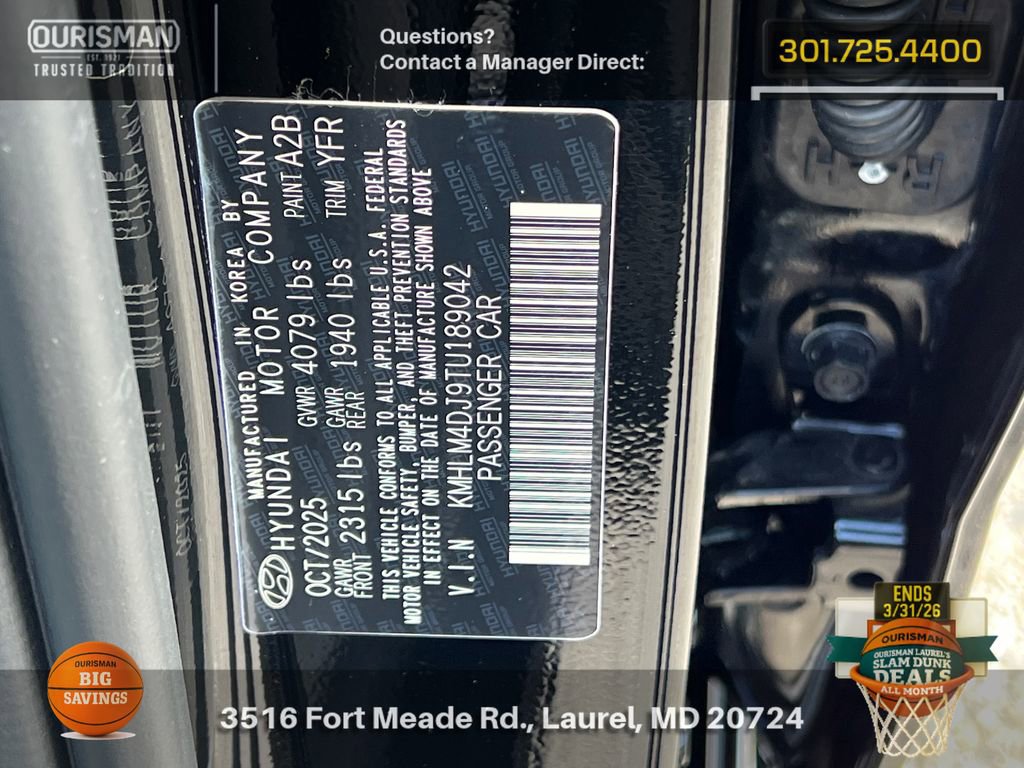 OURISMAN
EST. 1921
TRUSTED TRADITION
Questions?
Contact a Manager Direct:
301.725.4400
MANUFACTURED IN KOREA BY
HYUNDAI MOTOR COMPANY
OCT/2025 GVWR 4079 lbs PAINT A2B
GAWR FRONT 2315 lbs GAWR REAR 1940 lbs TRIM YFR
THIS VEHICLE CONFORMS TO ALL APPLICABLE U.S.A. FEDERAL
MOTOR VEHICLE SAFETY, BUMPER, AND THEFT PREVENTION STANDARDS
IN EFFECT ON THE DATE OF MANUFACTURE SHOWN ABOVE
V.I.N KMHLM4DJ9TU189042
PASSENGER CAR
RH
OCT/2025
OURISMAN
BIG
SAVINGS
3516 Fort Meade Rd., Laurel, MD 20724
ENDS
3/31/26
OURISMAN
OURISMAN LAUREL'S
SLAM DUNK
DEALS
ALL MONTH